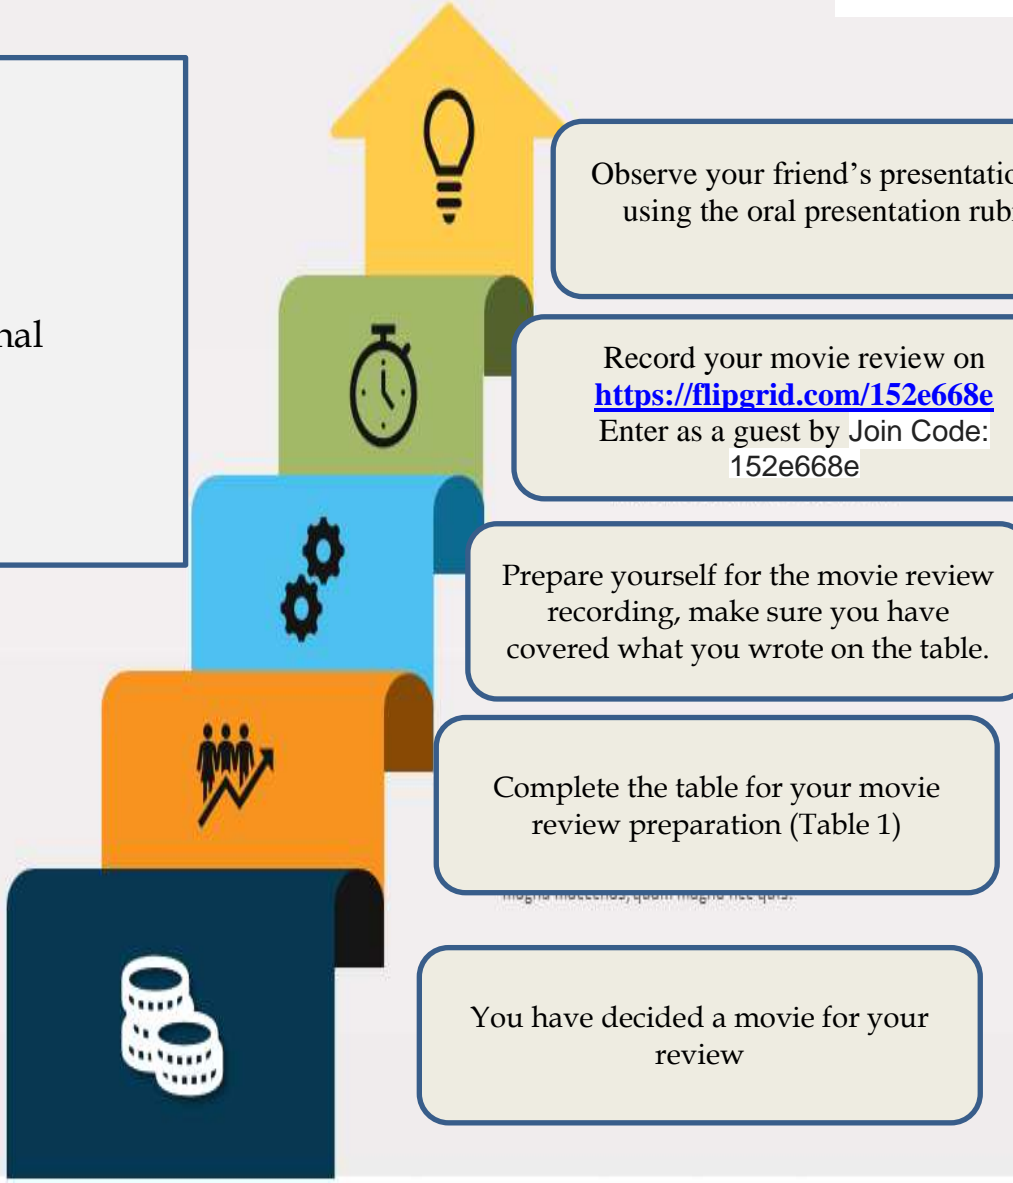 Observe your friend's
using the oral presentation
Record your movie review on
https://flipgrid.com/152e668e
Enter as a guest by Join Code:
152e668e
Prepare yourself for the movie review
recording, make sure you have
covered what you wrote on the table.
Complete the table for your movie
review preparation (Table 1)
You have decided a movie for your
review